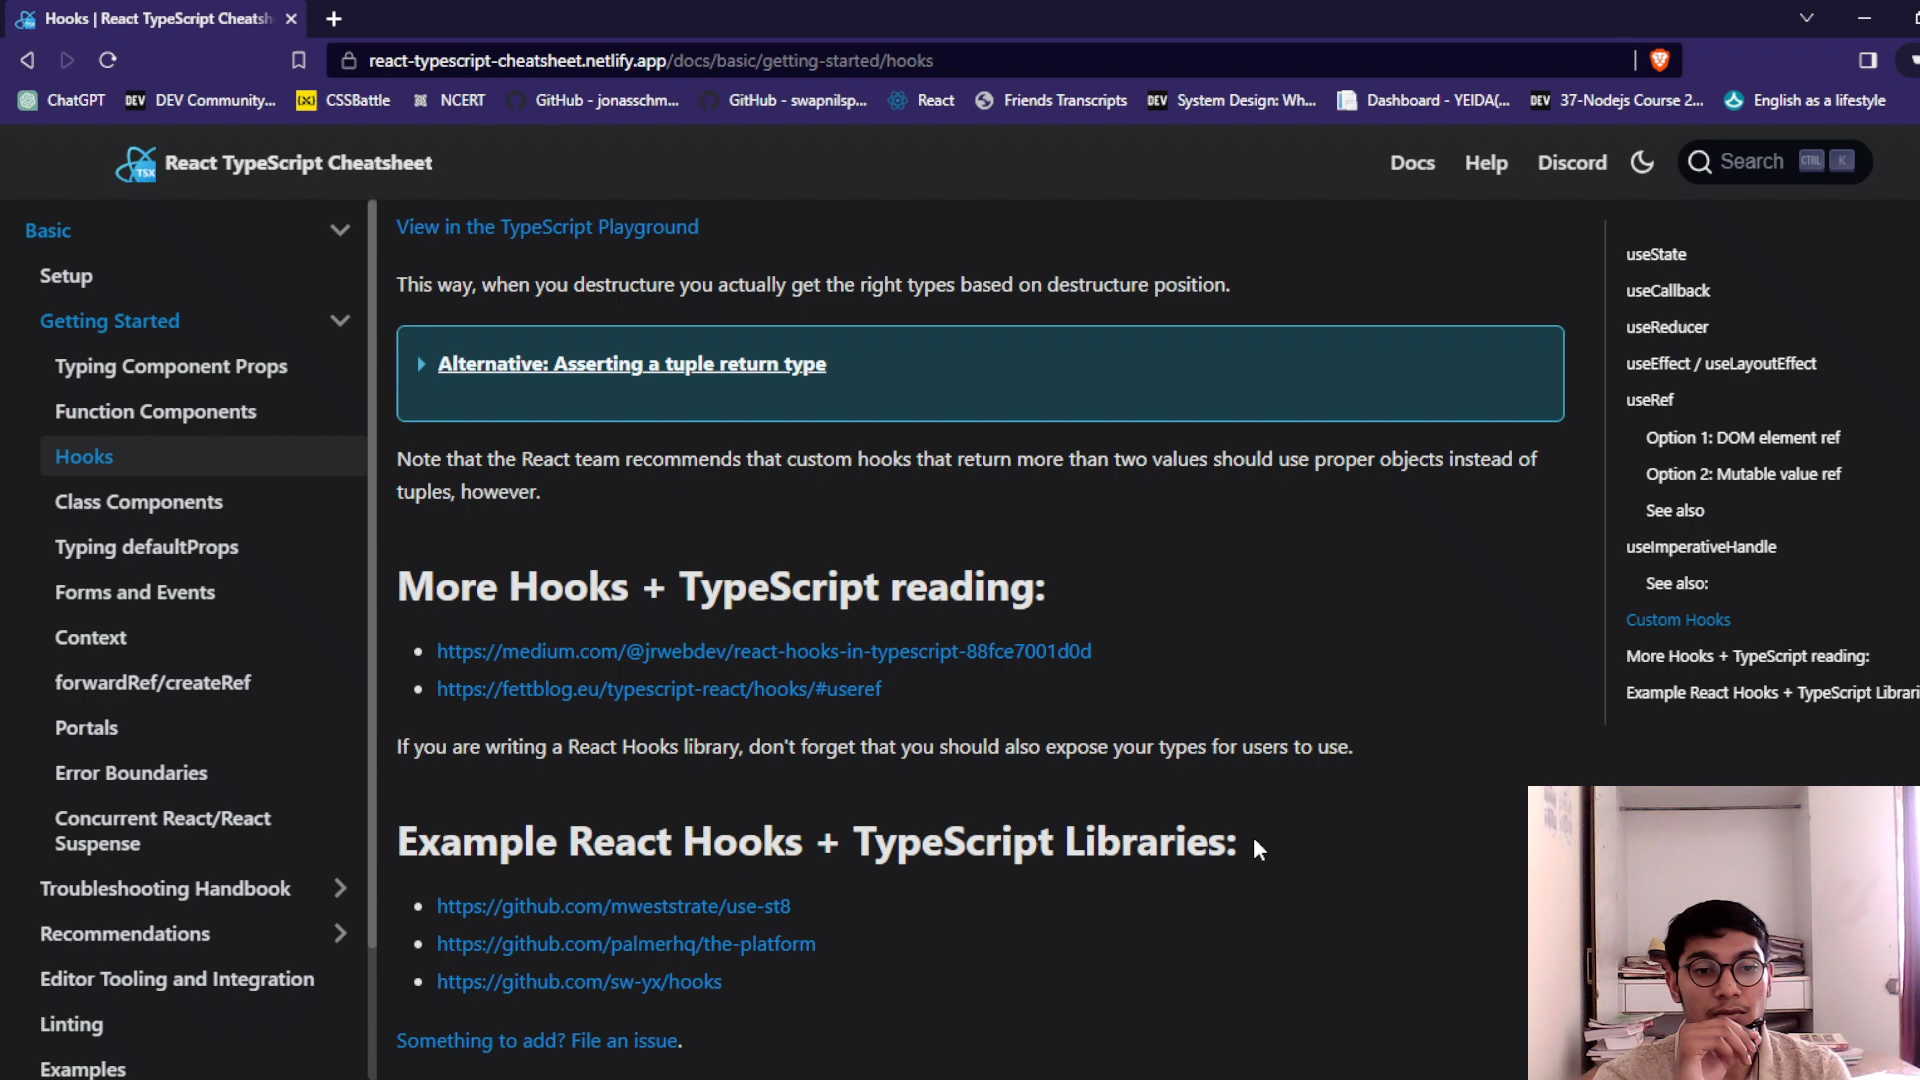 Hooks | React TypeScript Cheatsh
react-typescript-cheatsheet.netlify.app/docs/basic/getting-started/hooks
ChatGPT
DEV DEV Community...
CSSBattle
NCERT
GitHub - jonasschm...
GitHub - swapnilsp...
React
Friends Transcripts
DEV System Design: Wh...
Dashboard - YEIDA(...
DEV 37-Nodejs Course 2...
English as a lifestyle
TSX React TypeScript Cheatsheet
Docs
Help
Discord
Search CTRL K
Basic
Setup
Getting Started
Typing Component Props
Function Components
Hooks
Class Components
Typing defaultProps
Forms and Events
Context
forwardRef/createRef
Portals
Error Boundaries
Concurrent React/React
Suspense
Troubleshooting Handbook
Recommendations
Editor Tooling and Integration
Linting
Examples
View in the TypeScript Playground
This way, when you destructure you actually get the right types based on destructure position.
Alternative: Asserting a tuple return type
Note that the React team recommends that custom hooks that return more than two values should use proper objects instead of
tuples, however.
More Hooks + TypeScript reading:
https://medium.com/@jrwebdev/react-hooks-in-typescript-88fce7001d0d
https://fettblog.eu/typescript-react/hooks/#useref
If you are writing a React Hooks library, don't forget that you should also expose your types for users to use.
Example React Hooks + TypeScript Libraries:
https://github.com/mweststrate/use-st8
https://github.com/palmerhq/the-platform
https://github.com/sw-yx/hooks
Something to add? File an issue.
useState
useCallback
useReducer
useEffect / useLayoutEffect
useRef
Option 1: DOM element ref
Option 2: Mutable value ref
See also
useImperativeHandle
See also:
Custom Hooks
More Hooks + TypeScript reading:
Example React Hooks + TypeScript Librari